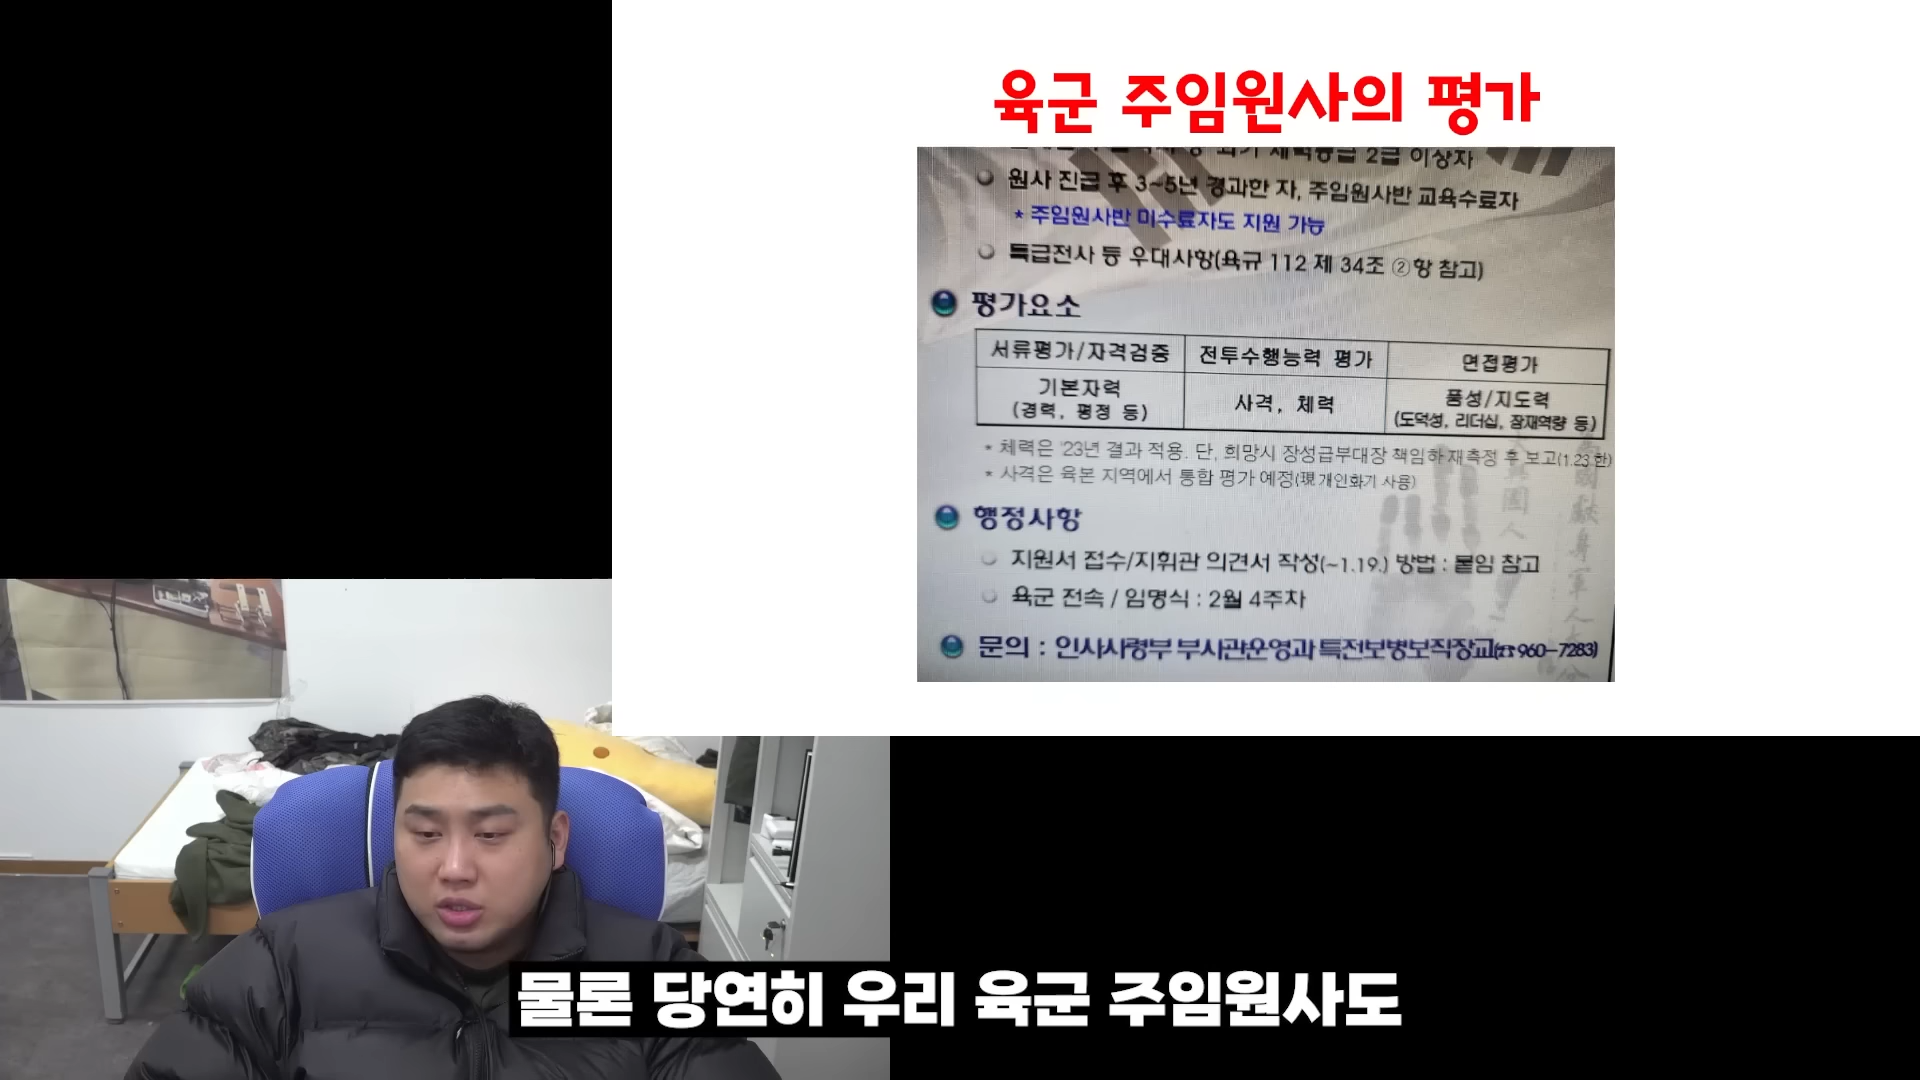 육군 주임원사의 평가
체력등급 2급 이상자
원사 진급 후 3~5년 경과한 자, 주임원사반 교육수료자
* 주임원사반 미수료자도 지원 가능
특급전사 등 우대사항(육규 112 제 34조 ②항 참고)
평가요소
서류평가/자격검증 전투수행능력 평가 면접평가
기본자력 사격, 체력 품성/지도력
(경력, 평정 등) (도덕성, 리더십, 잠재역량 등)
* 체력은 '23년 결과 적용. 단, 희망시 장성급부대장 책임하 재측정 후 보고(1.23.한)
* 사격은 육본 지역에서 통합 평가 예정(現 개인화기 사용)
행정사항
지원서 접수/지휘관 의견서 작성(~1.19.) 방법 : 붙임 참고
육군 전속 / 임명식 : 2월 4주차
문의 : 인사사령부 부사관운영과 특전보병보직장교(☎960-7283)
물론 당연히 우리 육군 주임원사도